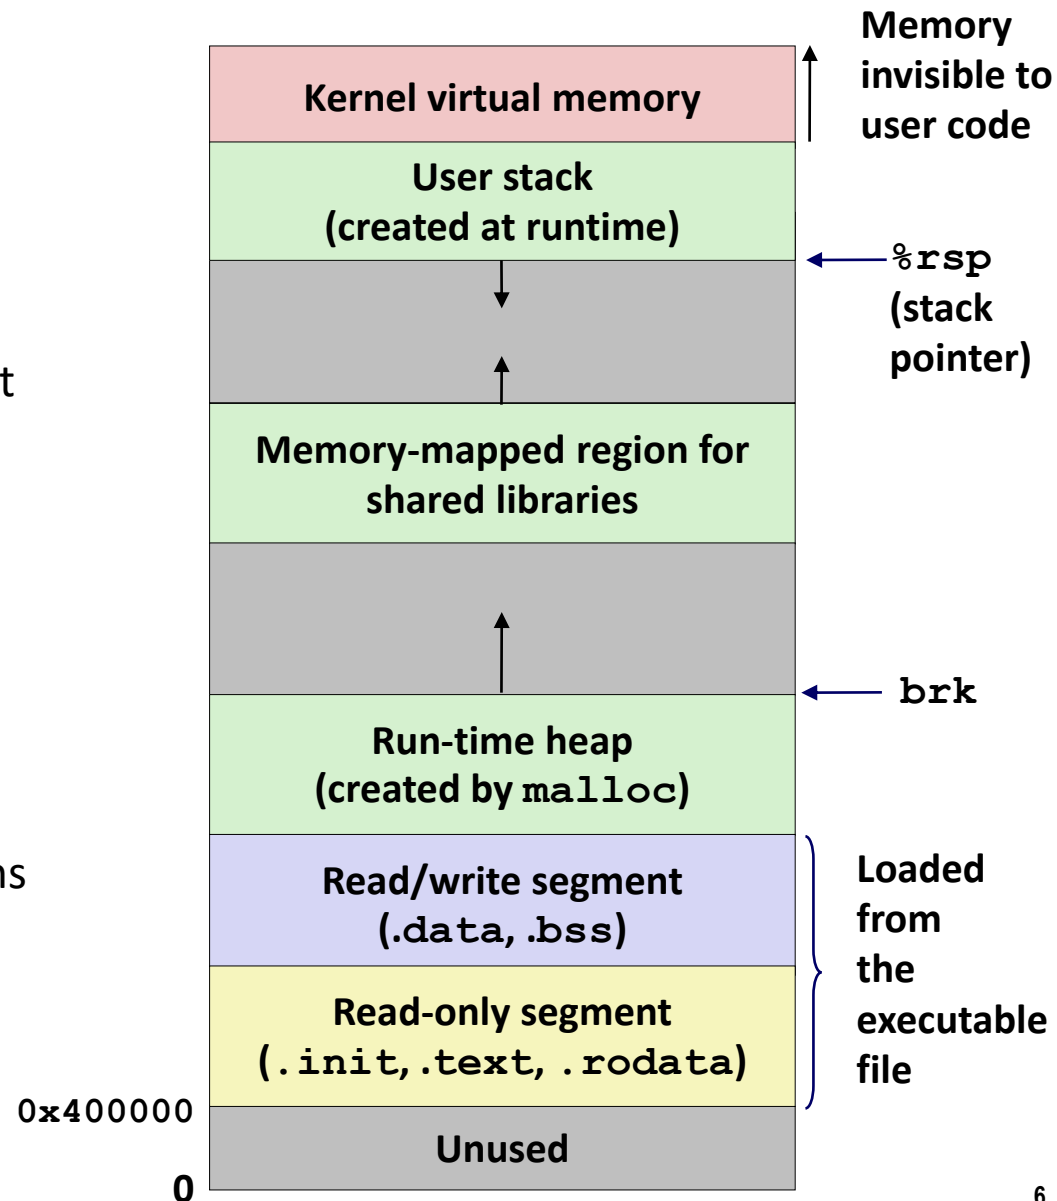 Memory
invisible to
user code
Kernel virtual memory
User stack
(created at runtime)
%rsp
(stack
pointer)
t
Memory-mapped region for
shared libraries
brk
Run-time heap
(created by malloc)
ns
Read/write segment
(.data, .bss)
Loaded
from
the
executable
file
Read-only segment
(.init, .text, .rodata)
0x400000
Unused
0
6